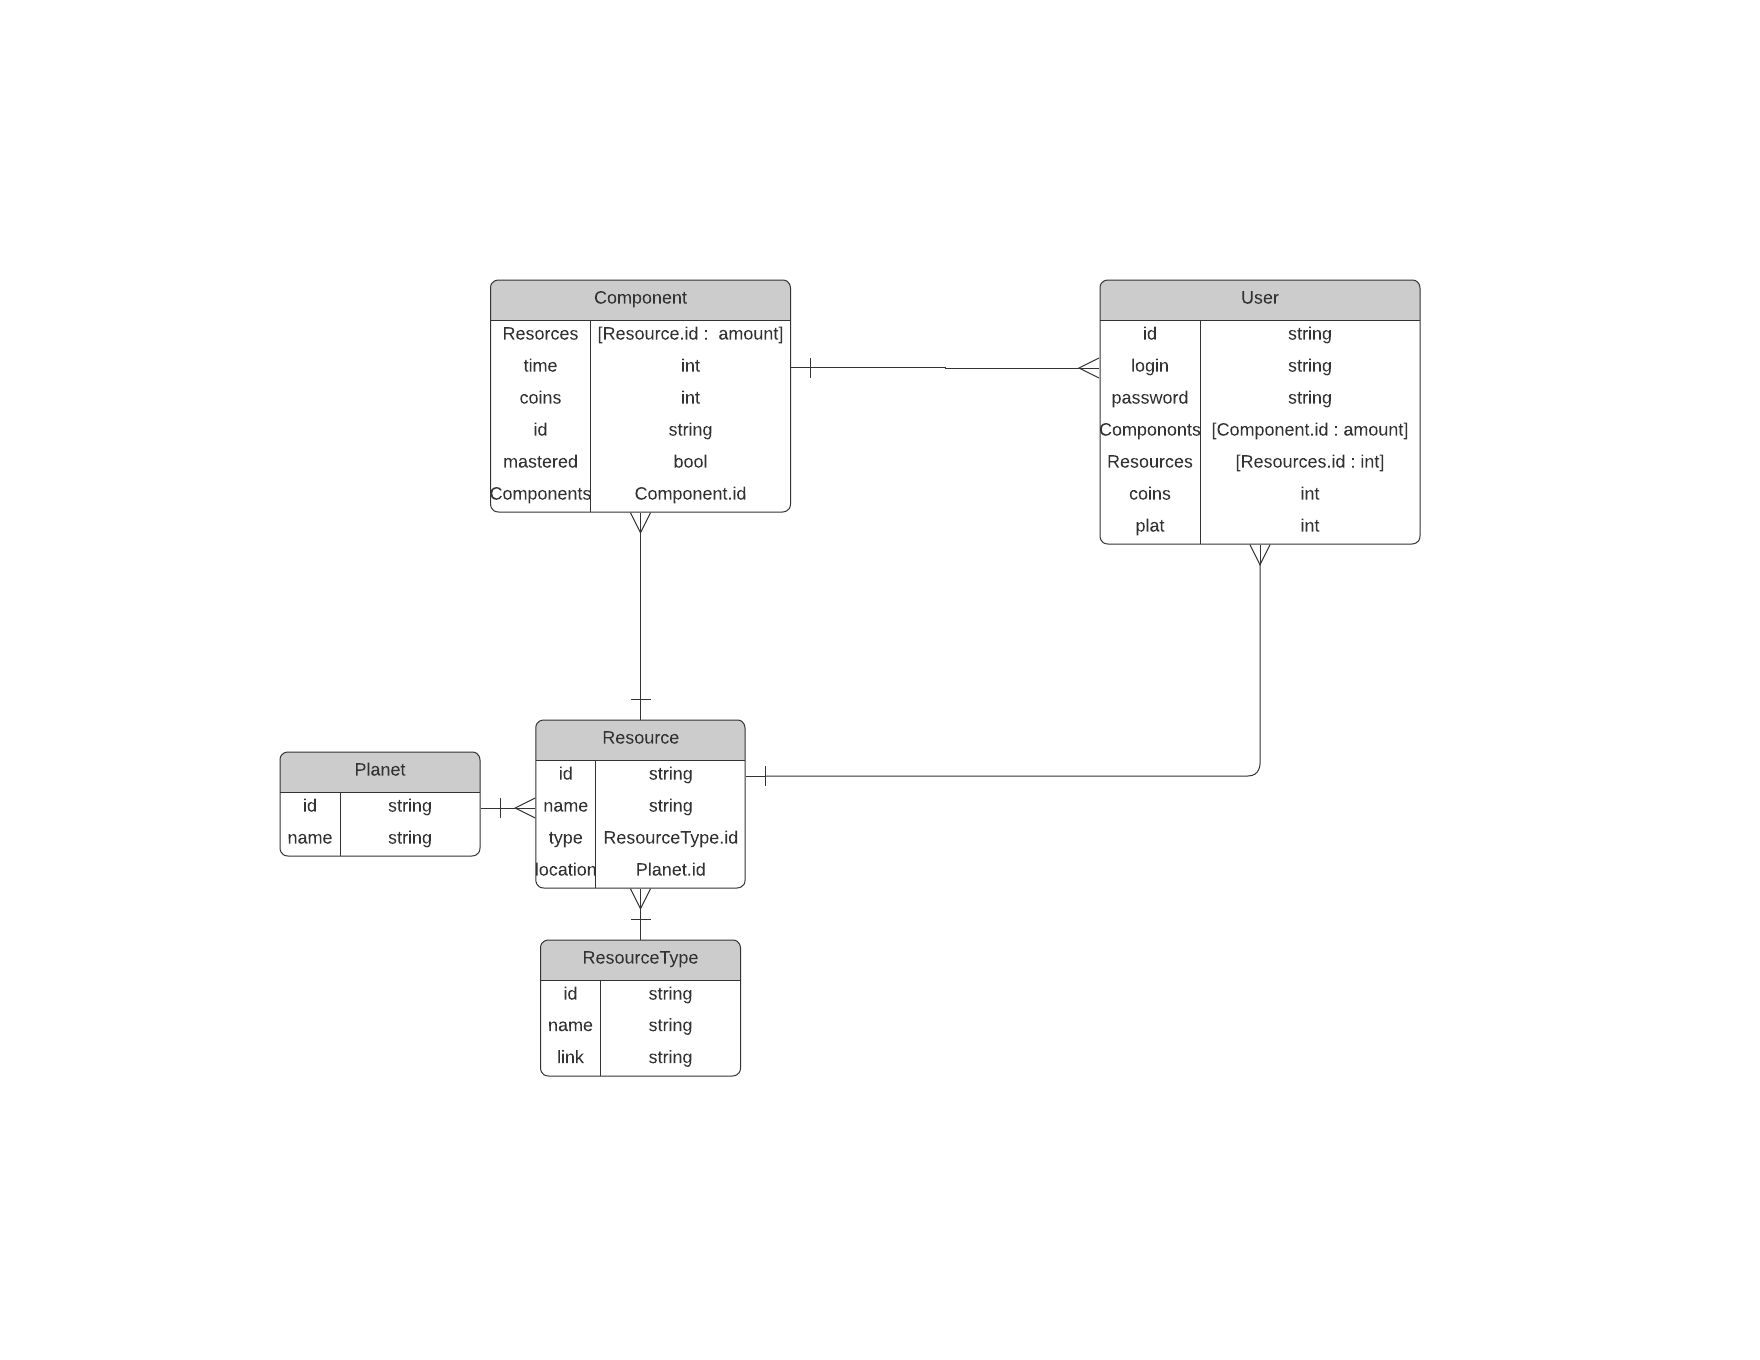 Component
Resorces [Resource.id :  amount]
time int
coins int
id string
mastered bool
Components Component.id
User
id string
login string
password string
Compononts [Component.id : amount]
Resources [Resources.id : int]
coins int
plat int
Planet
id string
name string
Resource
id string
name string
type ResourceType.id
location Planet.id
ResourceType
id string
name string
link string